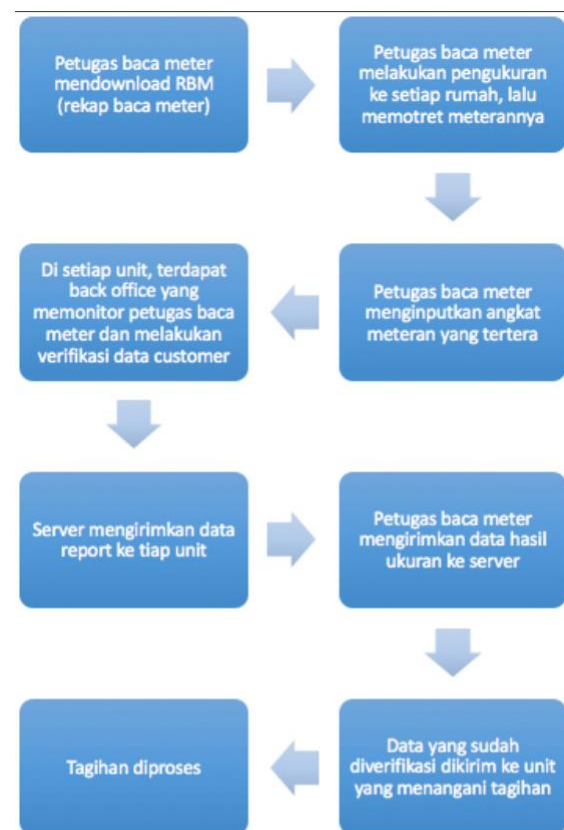 Petugas baca meter
mendownload RBM
(rekap baca meter)
Petugas baca meter
melakukan pengukuran
ke setiap rumah, lalu
memotret meterannya
Petugas baca meter
menginputkan angkat
meteran yang tertera
Di setiap unit, terdapat
back office yang
memonitor petugas baca
meter dan melakukan
verifikasi data customer
Server mengirimkan data
report ke tiap unit
Petugas baca meter
mengirimkan data hasil
ukuran ke server
Data yang sudah
diverifikasi dikirim ke unit
yang menangani tagihan
Tagihan diproses